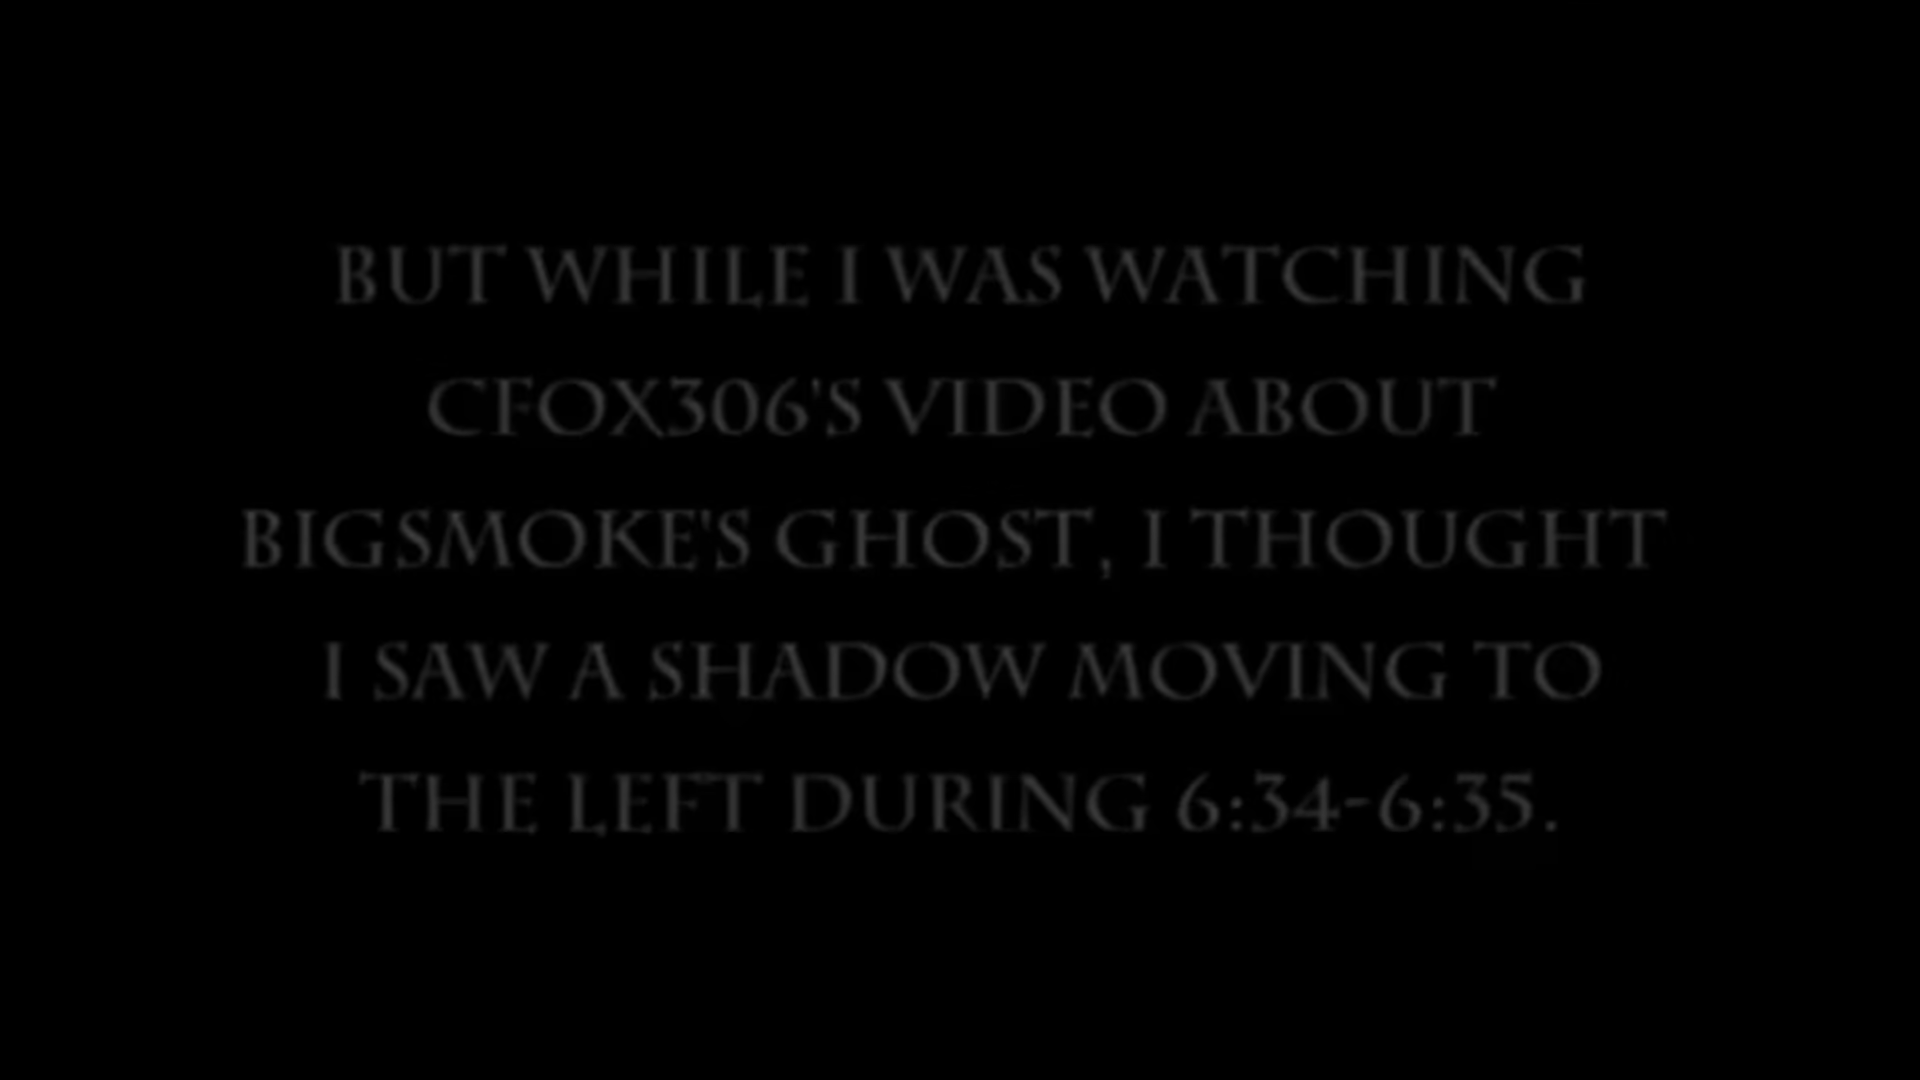 BUT WHILE I WAS WATCHING
CFOX306'S VIDEO ABOUT
BIGSMOKE'S GHOST, I THOUGHT
I SAW A SHADOW MOVING TO
THE LEFT DURING 6:34-6:35.